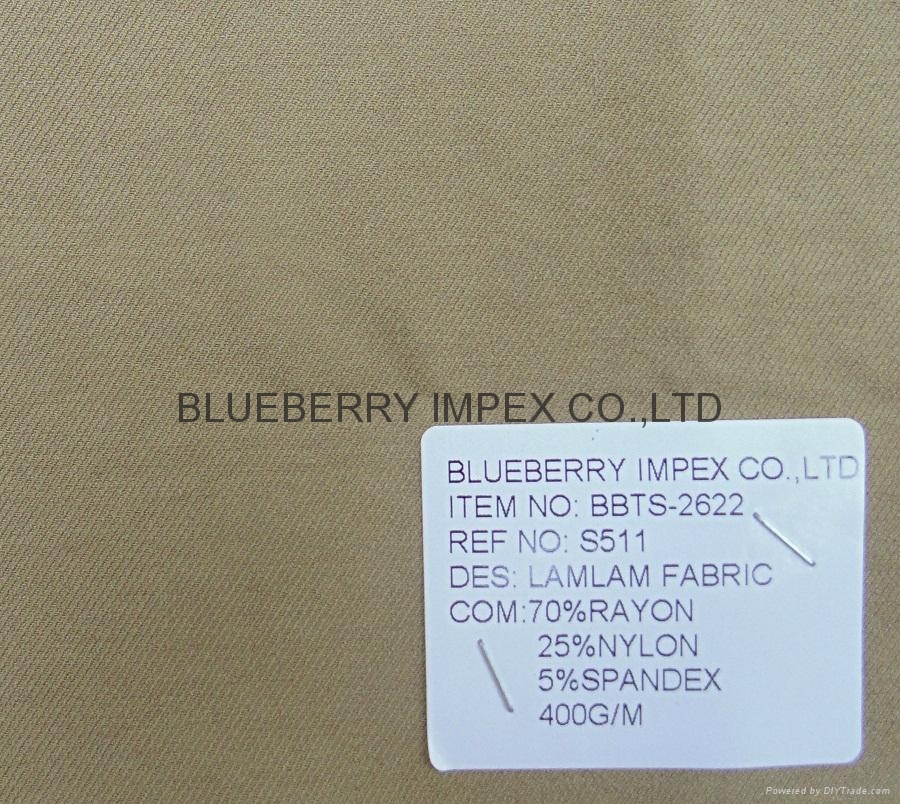 BLUEBERRY IMPEX CO.,LTD
BLUEBERRY IMPEX CO.,LTD
ITEM NO: BBTS-2622
REF NO: S511
DES: LAMLAM FABRIC
COM:70%RAYON
25%NYLON
5%SPANDEX
400G/M
Powered by DIYTrade.com